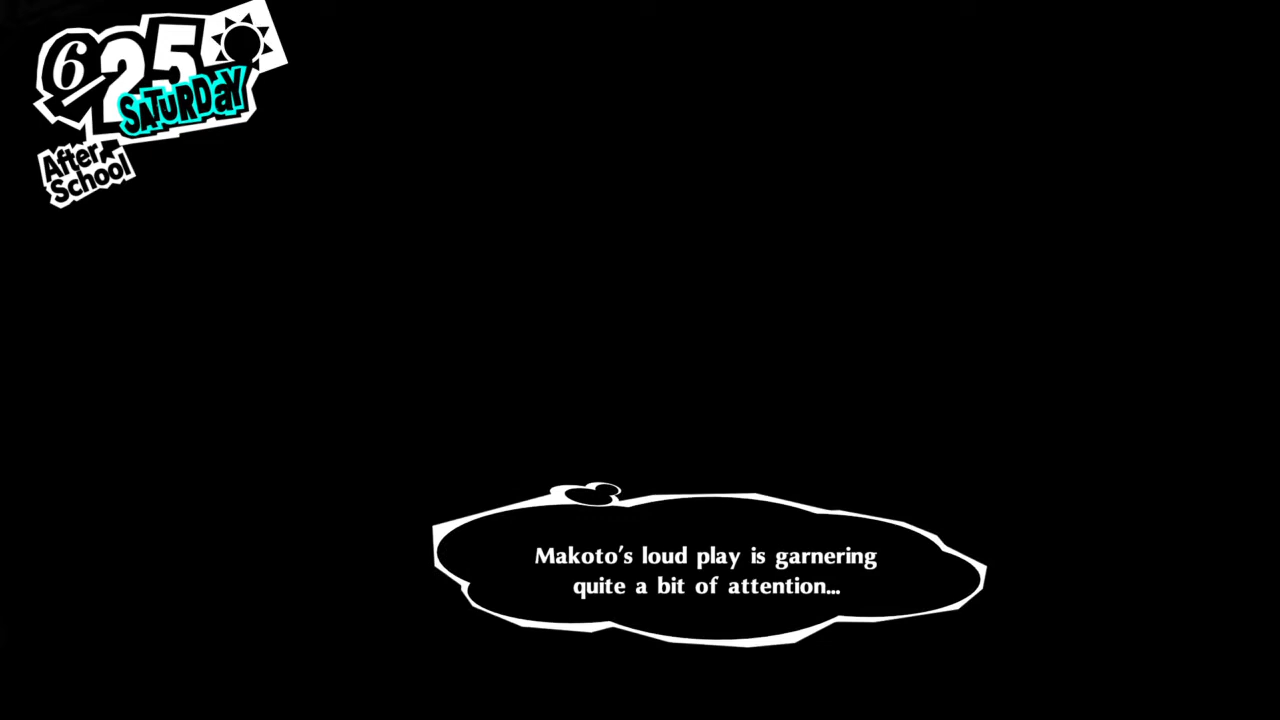 6/25
SATURDaY
After
School
Makoto's loud play is garnering
quite a bit of attention...